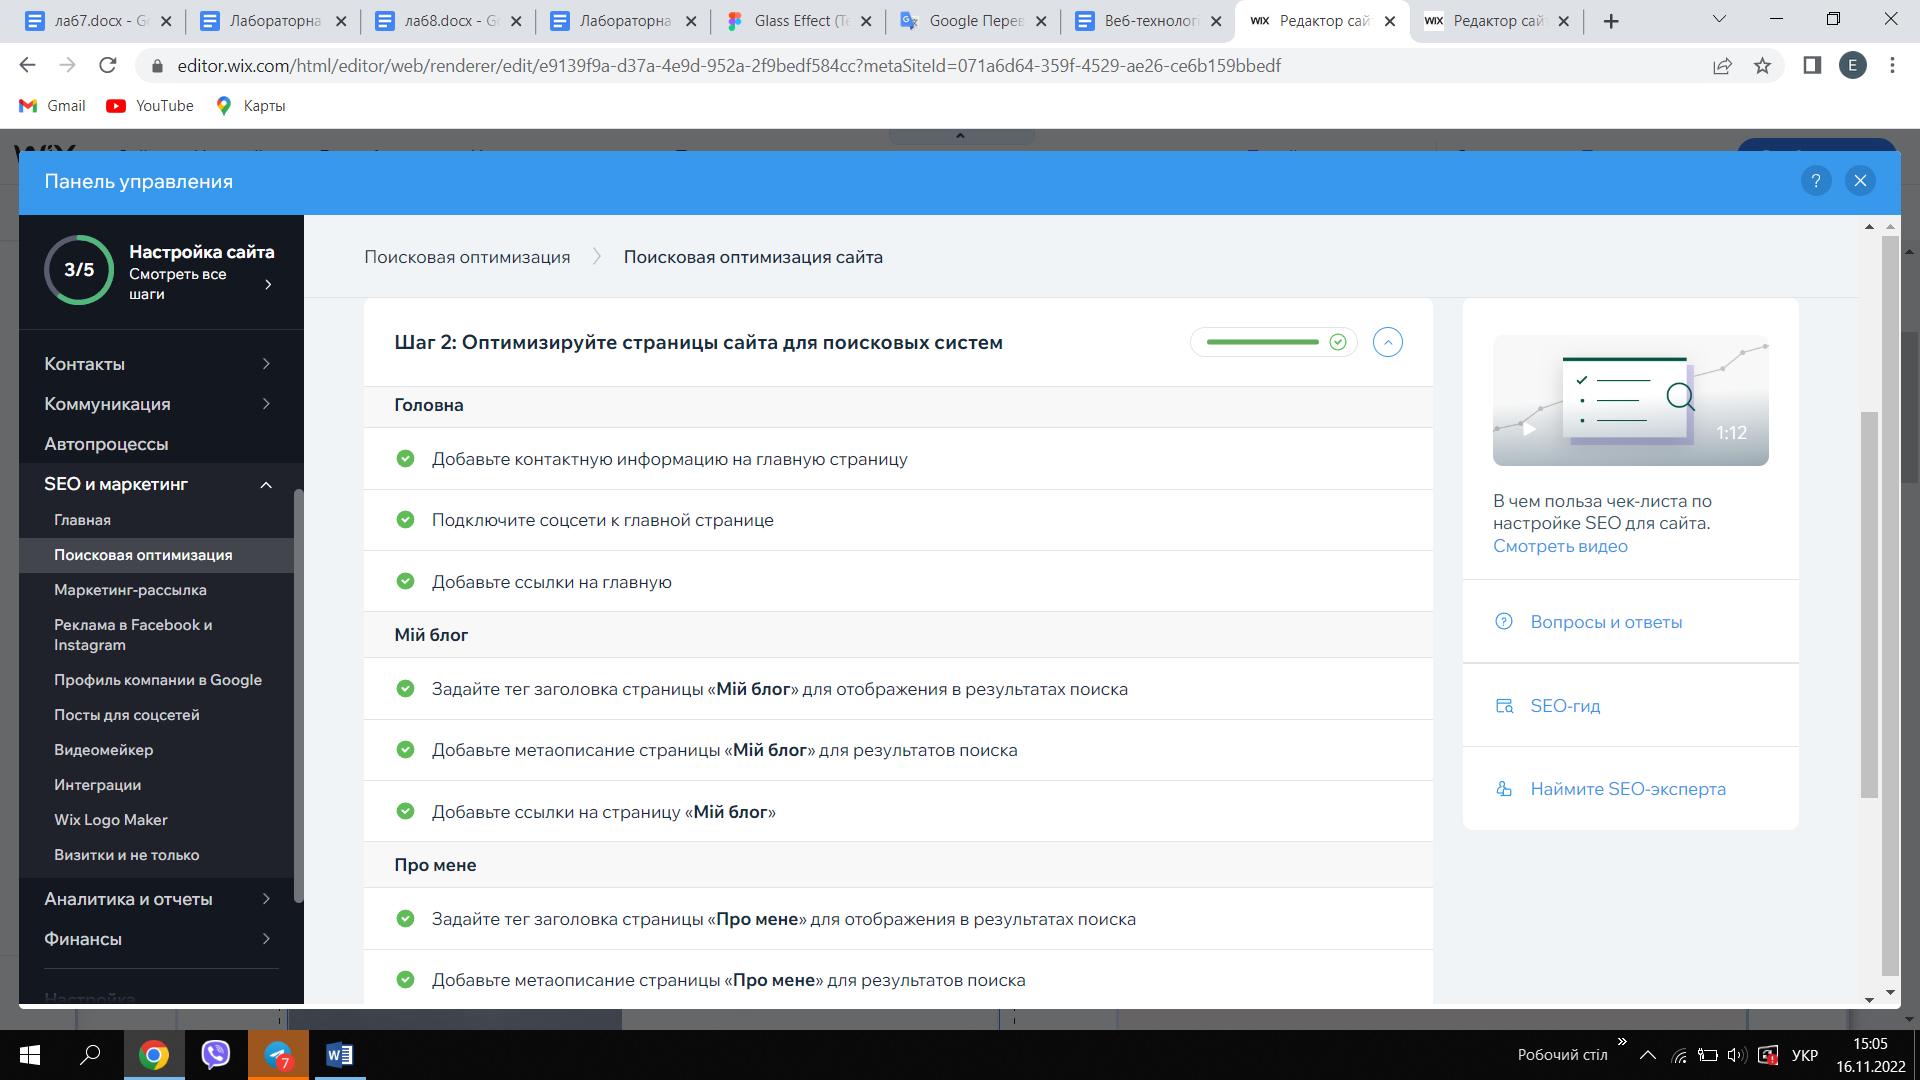 ла67.docx - G
Лабораторна
ла68.docx - G
Лабораторна
Glass Effect (Te
Google Перев
Веб-технологі
WIX Редактор сай
WIX Редактор сай
editor.wix.com/html/editor/web/renderer/edit/e9139f9a-d37a-4e9d-952a-2f9bedf584cc?metaSiteId=071a6d64-359f-4529-ae26-ce6b159bbedf
E
Gmail
YouTube
Карты
Панель управления
?
3/5
Настройка сайта
Смотреть все
шаги
Контакты
Коммуникация
Автопроцессы
SEO и маркетинг
Главная
Поисковая оптимизация
Маркетинг-рассылка
Реклама в Facebook и
Instagram
Профиль компании в Google
Посты для соцсетей
Видеомейкер
Интеграции
Wix Logo Maker
Визитки и не только
Аналитика и отчеты
Финансы
Настройка
Поисковая оптимизация
Поисковая оптимизация сайта
Шаг 2: Оптимизируйте страницы сайта для поисковых систем
Головна
Добавьте контактную информацию на главную страницу
Подключите соцсети к главной странице
Добавьте ссылки на главную
Мій блог
Задайте тег заголовка страницы «Мій блог» для отображения в результатах поиска
Добавьте метаописание страницы «Мій блог» для результатов поиска
Добавьте ссылки на страницу «Мій блог»
Про мене
Задайте тег заголовка страницы «Про мене» для отображения в результатах поиска
Добавьте метаописание страницы «Про мене» для результатов поиска
1:12
В чем польза чек-листа по
настройке SEO для сайта.
Смотреть видео
Вопросы и ответы
SEO-гид
Наймите SEO-эксперта
7
Робочий стіл
УКР
15:05
16.11.2022